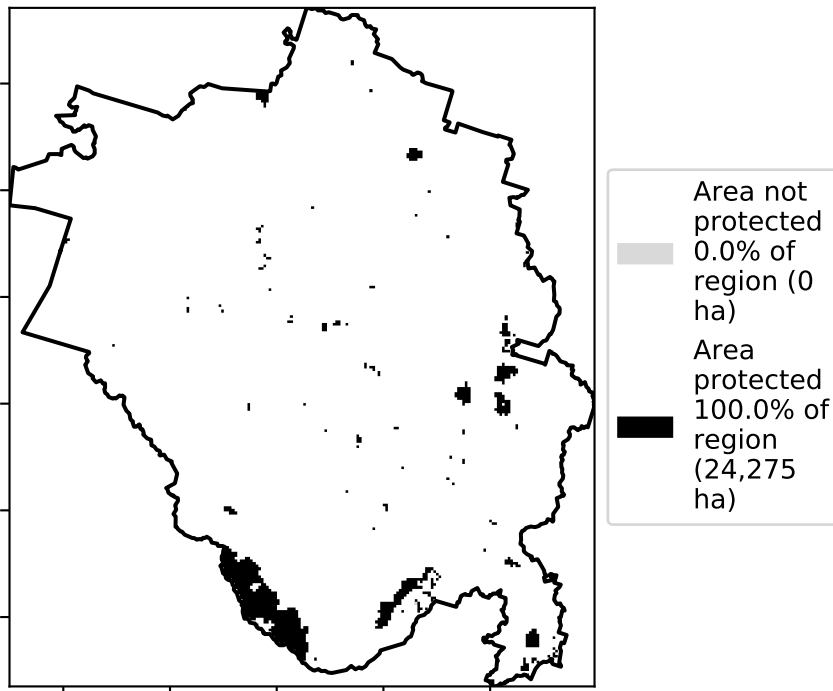 Area not
protected
0.0% of
region (0
ha)
Area
protected
100.0% of
region
(24,275
ha)